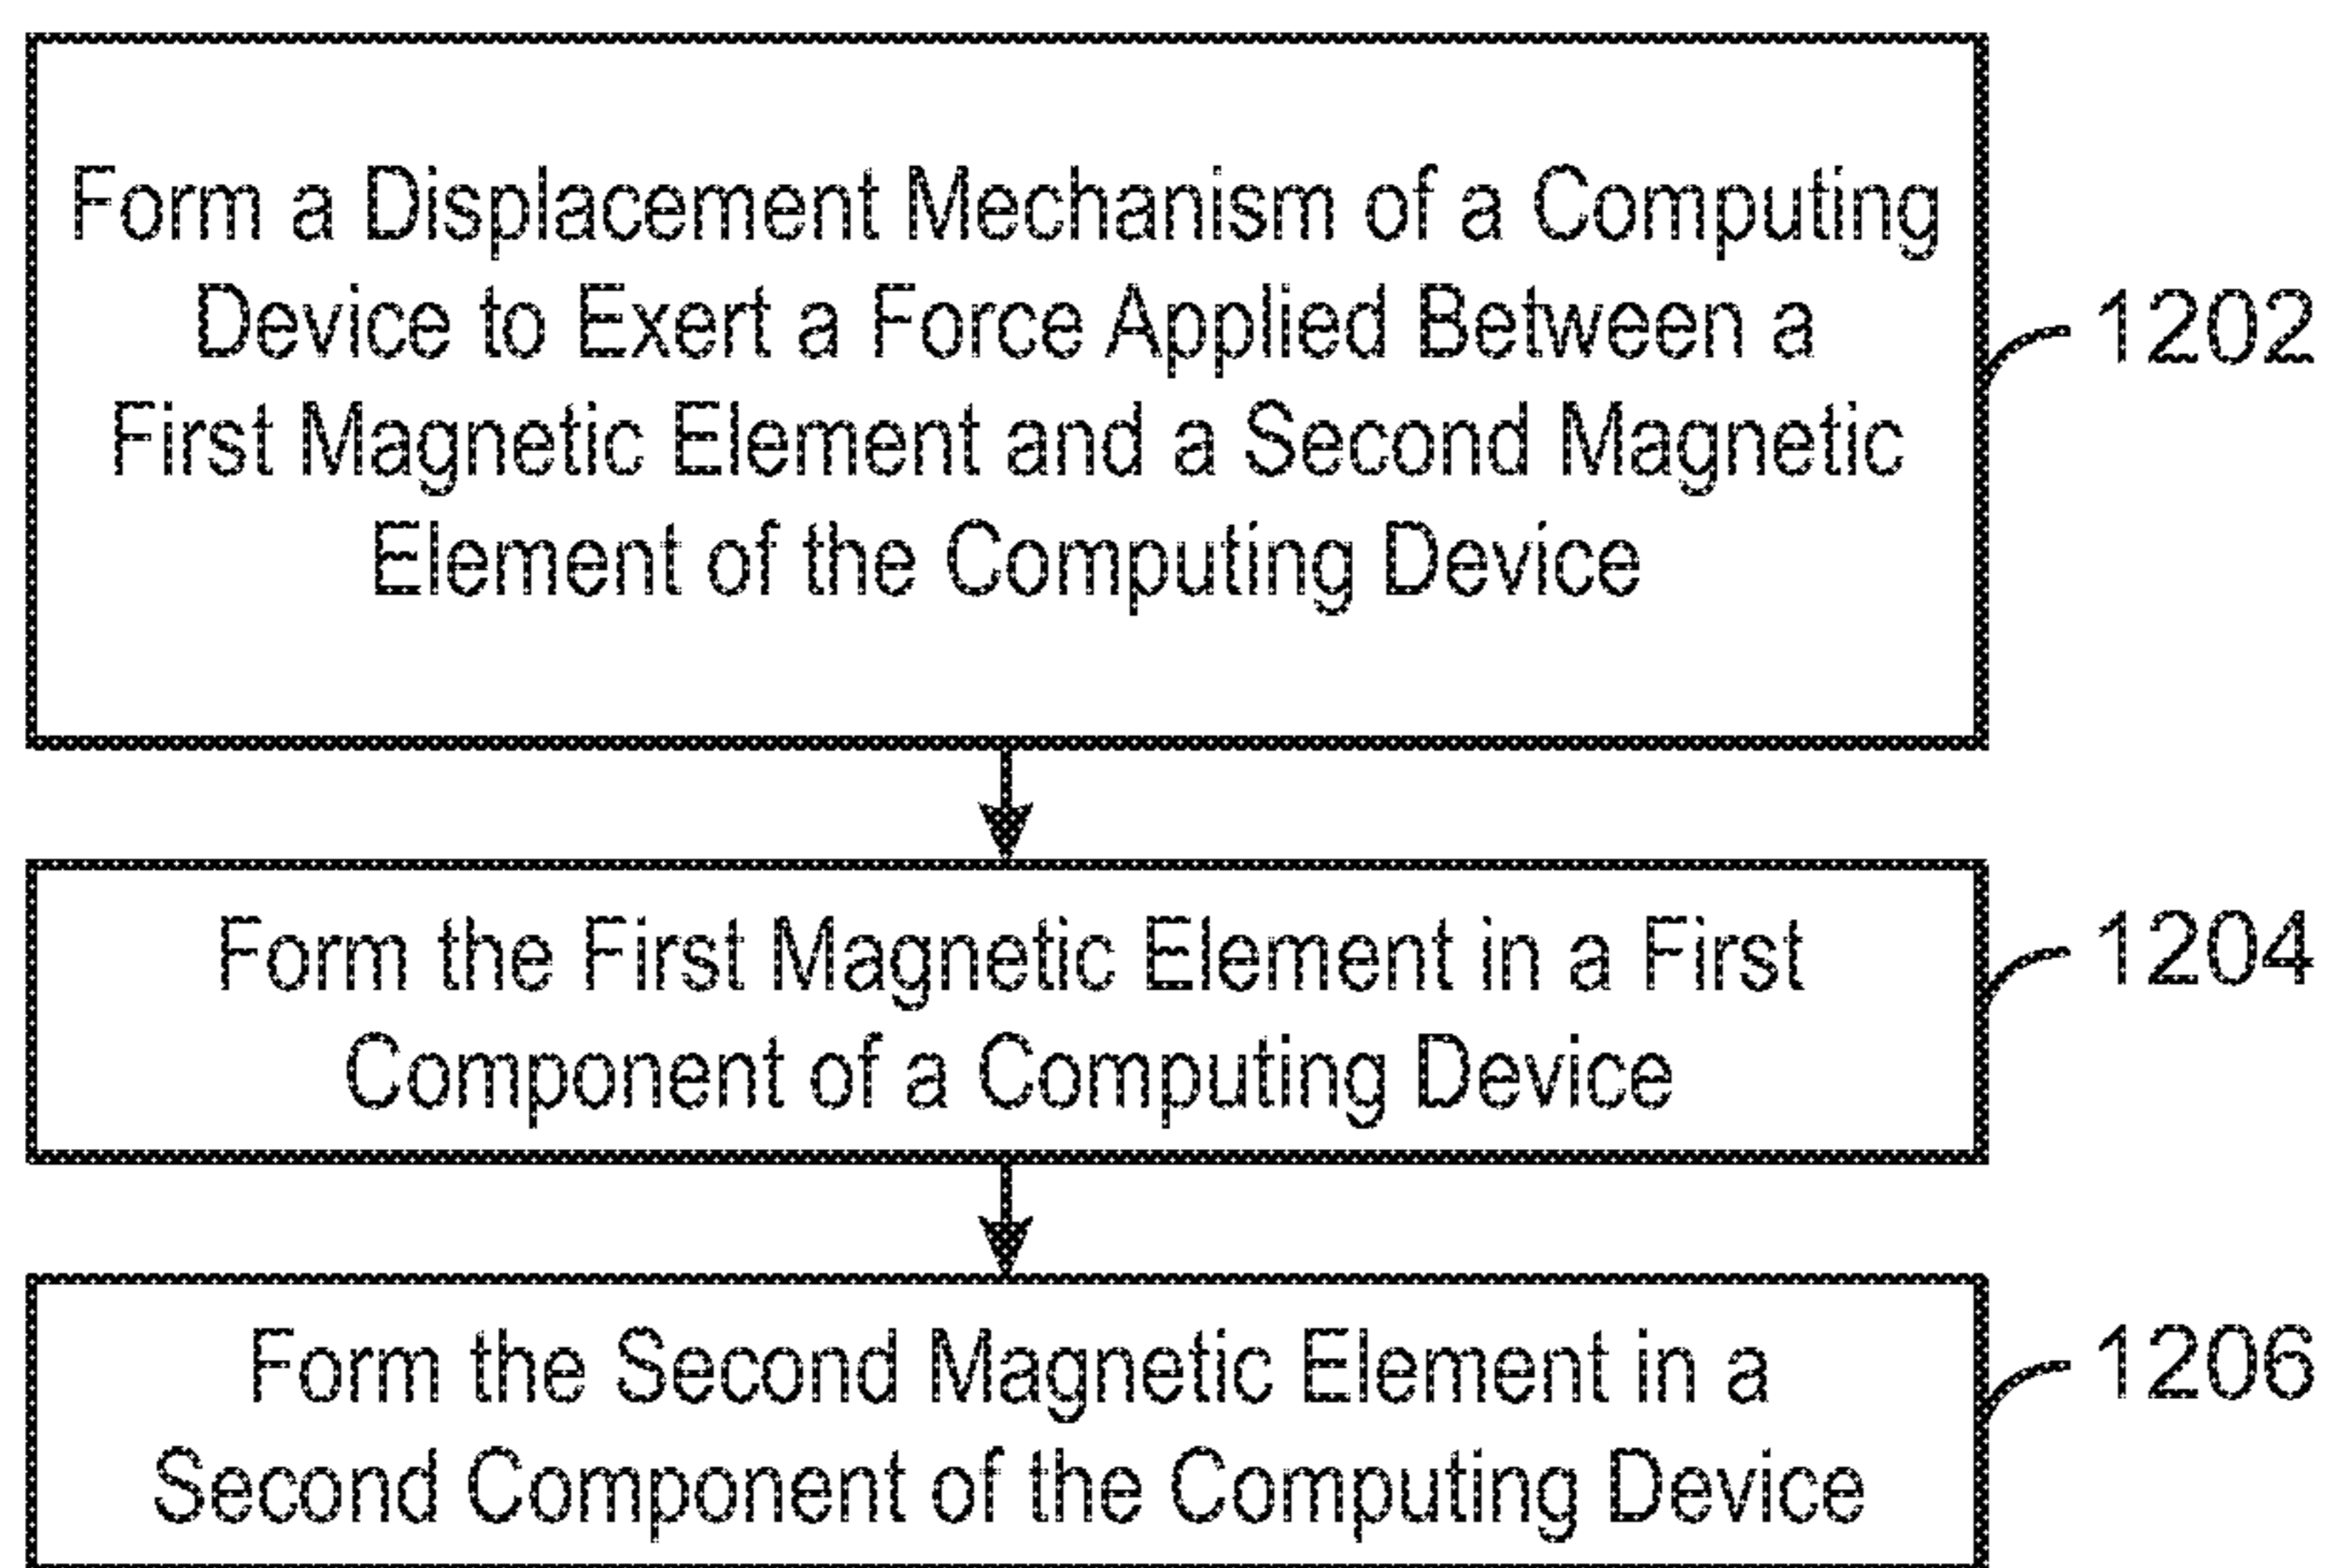 Form a Displacement Mechanism of a Computing
Device to Exert a Force Applied Between a
First Magnetic Element and a Second Magnetic
Element of the Computing Device
1202
Form the First Magnetic Element in a First
Component of a Computing Device
1204
Form the Second Magnetic Element in a
Second Component of the Computing Device
1206